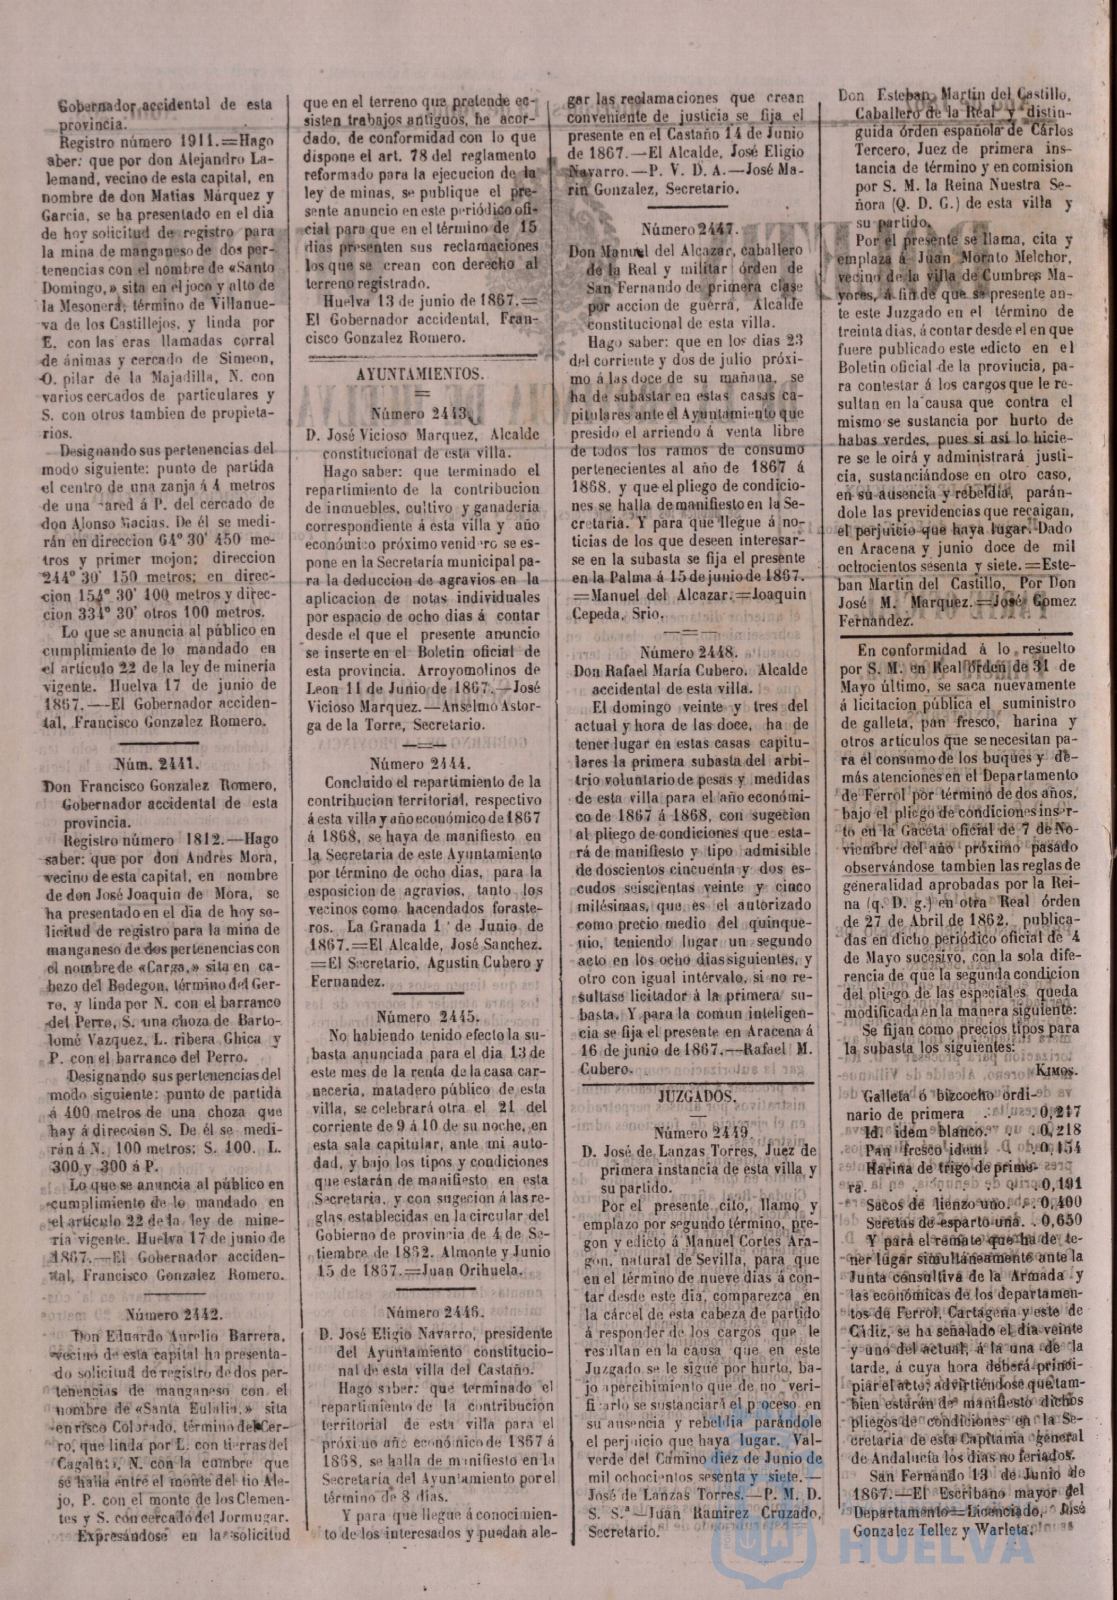 Gobernador accidental de esta
provincia.
Registro número 1911.=Hago
saber: que por don Alejandro La-
lemand, vecino de esta capital, en
nombre de don Matias Márquez y
Garcia, se ha presentado en el dia
de hoy solicitud de registro para
la mina de manganeso de dos per-
tenencias con el nombre de «Santo
Domingo,» sita en el joco y alto de
la Mesonera, término de Villanue-
va de los Castillejos, y linda por
E. con las eras llamadas corral
de ánimas y cercado de Simeon,
O. pilar de la Majadilla, N. con
varios cercados de particulares y
S. con otros tambien de propieta-
rios.
Designando sus pertenencias del
modo siguiente: punto de partida
el centro de una zanja á 4 metros
de una pared á P. del cercado de
don Alonso Macias. De él se medi-
rán en direccion 64º 30' 450 me-
tros y primer mojon; direccion
244º 30' 150 metros; en direc-
cion 154º 30' 100 metros y direc-
cion 334º 30' otros 100 metros.
Lo que se anuncia al público en
cumplimiento de lo mandado en
el artículo 22 de la ley de minería
vigente. Huelva 17 de junio de
1867.—El Gobernador acciden-
tal, Francisco Gonzalez Romero.
Núm. 2441.
Don Francisco Gonzalez Romero,
Gobernador accidental de esta
provincia.
Registro número 1812.—Hago
saber: que por don Andrés Mora,
vecino de esta capital, en nombre
de don José Joaquin de Mora, se
ha presentado en el dia de hoy so-
licitud de registro para la mina de
manganeso de dos pertenencias con
el nombre de «Carga,» sita en ca-
bezo del Bodegon, término del Cer-
ro, y linda por N. con el barranco
del Perro, S. una choza de Barto-
lomé Vazquez, L. ribera Chica y
P. con el barranco del Perro.
Designando sus pertenencias del
modo siguiente: punto de partida
á 400 metros de una choza que
hay á direccion S. De él se medi-
rán á N. 100 metros; S. 100, L.
300 y 300 á P.
Lo que se anuncia al público en
cumplimiento de lo mandado en
el artículo 22 de la ley de mine-
ria vigente. Huelva 17 de junio de
1867.—El Gobernador acciden-
tal, Francisco Gonzalez Romero.
Número 2442.
Don Eduardo Aurelio Barrera,
vecino de esta capital ha presenta-
do solicitud de registro de dos per-
tenencias de manganeso con el
nombre de «Santa Eulalia,» sita
en risco Colorado, término del Cer-
ro, que linda por L. con tierras del
N. con la cumbre que
se halla entre el monte del tio Ale-
jo, P. con el monte de los Clemen-
tes y S. con cercado del Jormugar.
Expresándose en la solicitud
que en el terreno que pretende ec-
sisten trabajos antiguos, he acor-
dado, de conformidad con lo que
dispone el art. 78 del reglamento
reformado para la ejecucion de la
ley de minas, se publique el pre-
sente anuncio en este periódico ofi-
cial para que en el término de 15
dias presenten sus reclamaciones
los que se crean con derecho al
terreno registrado.
Huelva 13 de junio de 1867.=
El Gobernador accidental, Fran-
cisco Gonzalez Romero.
AYUNTAMIENTOS.
Número 2443.
D. José Vicioso Marquez, Alcalde
constitucional de esta villa.
Hago saber: que terminado el
repartimiento de la contribucion
de inmuebles, cultivo y ganaderia
correspondiente á esta villa y año
económico próximo venidero se es-
pone en la Secretaría municipal pa-
ra la deduccion de agravios en la
aplicacion de notas individuales
por espacio de ocho dias á contar
desde el que el presente anuncio
se inserte en el Boletin oficial de
esta provincia. Arroyomolinos de
Leon 11 de Junio de 1867.—José
Vicioso Marquez.—Anselmo Astor-
ga de la Torre, Secretario.
Número 2444.
Concluido el repartimiento de la
contribucion territorial, respectivo
á esta villa y año económico de 1867
á 1868, se haya de manifiesto en
la Secretaria de este Ayuntamiento
por término de ocho dias, para la
esposicion de agravios, tanto los
vecinos como hacendados foraste-
ros. La Granada 1 de Junio de
1867.=El Alcalde, José Sanchez.
=El Secretario, Agustin Cubero y
Fernandez.
Número 2445.
No habiendo tenido efecto la su-
basta anunciada para el dia 13 de
este mes de la renta de la casa car-
neceria, matadero público de esta
villa, se celebrará otra el 21 del
corriente de 9 á 10 de su noche, en
esta sala capitular, ante mi auto-
dad, y bajo los tipos y condiciones
que estarán de manifiesto en esta
Secretaria, y con sugecion á las re-
glas establecidas en la circular del
Gobierno de provincia de 4 de Se-
tiembre de 1862. Almonte y Junio
15 de 1867.=Juan Orihuela.
Número 2446.
D. José Eligio Navarro, presidente
del Ayuntamiento constitucio-
nal de esta villa del Castaño.
Hago saber: que terminado el
repartimiento de la contribucion
territorial de esta villa para el
próximo año económico de 1867 á
1868, se halla de manifiesto en la
Secretaría del Ayuntamiento por el
término de 8 dias.
Y para que llegue á conocimien-
to de los interesados y puedan ale-
gar las reclamaciones que crean
conveniente de justicia se fija el
presente en el Castaño 14 de Junio
de 1867.—El Alcalde, José Eligio
Navarro.—P. V. D. A.—José Ma-
rin Gonzalez, Secretario.
Número 2447.
Don Manuel del Alcazar, caballero
de la Real y militar órden de
San Fernando de primera clase
por accion de guerra, Alcalde
constitucional de esta villa.
Hago saber: que en los dias 23
del corriente y dos de julio próxi-
mo á las doce de su mañana, se
ha de subastar en estas casas ca-
pitulares ante el Ayuntamiento que
presido el arriendo á venta libre
de todos los ramos de consumo
pertenecientes al año de 1867 á
1868, y que el pliego de condicio-
nes se halla de manifiesto en la Se-
cretaria. Y para que llegue á no-
ticias de los que deseen interesar-
se en la subasta se fija el presente
en la Palma á 15 de junio de 1867.
=Manuel del Alcazar.=Joaquin
Cepeda, Srio.
Número 2448.
Don Rafael María Cubero, Alcalde
accidental de esta villa.
El domingo veinte y tres del
actual y hora de las doce, ha de
tener lugar en estas casas capitu-
lares la primera subasta del arbi-
trio voluntario de pesas y medidas
de esta villa para el año económi-
co de 1867 á 1868, con sugecion
al pliego de condiciones que esta-
rá de manifiesto y tipo admisible
de doscientos cincuenta y dos es-
cudos seiscientas veinte y cinco
milésimas, que es el autorizado
como precio medio del quinque-
nio, teniendo lugar un segundo
acto en los ocho dias siguientes, y
otro con igual intérvalo, si no re-
sultase licitador á la primera su-
basta. Y para la comun inteligen-
cia se fija el presente en Aracena á
16 de junio de 1867.—Rafael M.
Cubero.
JUZGADOS.
Número 2449.
D. José de Lanzas Torres, Juez de
primera instancia de esta villa y
su partido.
Por el presente cito, llamo y
emplazo por segundo término, pre-
gon y edicto á Manuel Cortes Ara-
gon, natural de Sevilla, para que
en el término de nueve dias á con-
tar desde este dia, comparezca en
la cárcel de esta cabeza de partido
á responder de los cargos que le
resultan en la causa que en este
Juzgado se le sigue por hurto, ba-
jo apercibimiento que de no veri-
ficarlo se sustanciará el proceso en
su ausencia y rebeldia parándole
el perjuicio que haya lugar. Val-
verde del Camino diez de Junio de
mil ochocientos sesenta y siete.—
José de Lanzas Torres.—P. M. D.
S. S.ª—Juan Ramirez Cruzado,
Secretario.
Don Esteban Martin del Castillo,
Caballero de la Real y distin-
guida órden española de Cárlos
Tercero, Juez de primera ins-
tancia de término y en comision
por S. M. la Reina Nuestra Se-
ñora (Q. D. G.) de esta villa y
su partido.
Por el presente se llama, cita y
emplaza á Juan Morato Melchor,
vecino de la villa de Cumbres Ma-
yores, á fin de que se presente an-
te este Juzgado en el término de
treinta dias, á contar desde el en que
fuere publicado este edicto en el
Boletin oficial de la provincia, pa-
ra contestar á los cargos que le re-
sultan en la causa que contra el
mismo se sustancia por hurto de
habas verdes, pues si así lo hicie-
re se le oirá y administrará justi-
cia, sustanciándose en otro caso,
en su ausencia y rebeldia, parán-
dole las previdencias que recaigan,
el perjuicio que haya lugar. Dado
en Aracena y junio doce de mil
ochocientos sesenta y siete.=Este-
ban Martin del Castillo, Por Don
José M. Marquez.=José Gomez
Fernandez.
En conformidad á lo resuelto
por S. M. en Real órden de 31 de
Mayo último, se saca nuevamente
á licitacion pública el suministro
de galleta, pan fresco, harina y
otros artículos que se necesitan pa-
ra él consumo de los buques y de-
más atenciones en el Departamento
de Ferrol por término de dos años,
bajo el pliego de condiciones inser-
to en la Gaceta oficial de 7 de No-
viembre del año próximo pasado
observándose tambien las reglas de
generalidad aprobadas por la Rei-
na (q. D. g.) en otra Real órden
de 27 de Abril de 1862, publica-
das en dicho periódico oficial de 4
de Mayo sucesivo, con la sola dife-
rencia de que la segunda condicion
del pliego de las especiales queda
modificada en la manera siguiente:
Se fijan como precios tipos para
la subasta los siguientes:
KIMOS.
Galleta ó bizcocho ordi-
nario de primera . . 0,217
Id. idem blanco. . . 0,218
Pan fresco idem . . 0,154
Harina de trigo de prime-
ra. . . . . . 0,191
Sacos de lienzo uno. . 0,400
Seretas de esparto una. . 0,650
Y para el remate que ha de te-
ner lugar simultáneamente ante la
Junta consultiva de la Armada y
las económicas de los departamen-
tos de Ferrol, Cartagena y este de
Cádiz, se ha señalado el dia veinte
y uno del actual, á la una de la
tarde, á cuya hora deberá princi-
piar el acto; advirtiéndose que tam-
bien estarán de manifiesto dichos
pliegos de condiciones en la Se-
cretaria de esta Capitanía general
de Andalucía los dias no feriados.
San Fernando 13 de Junio de
1867.—El Escribano mayor del
Departamento=Licenciado, José
Gonzalez Tellez y Warleta.
HUELVA